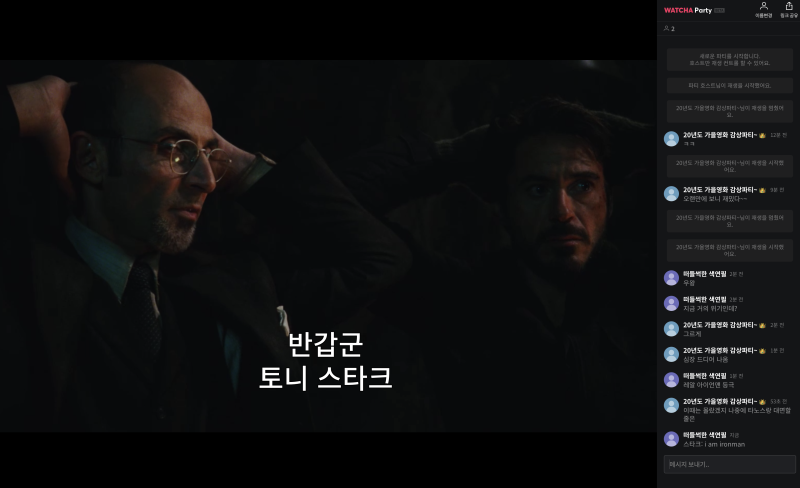 WATCHA Party
이름변경
링크 공유
2
새로운 파티를 시작합니다.
호스트만 재생 컨트롤 할 수 있어요.
파티 호스트님이 재생을 시작했어요.
20년도 가을영화 감상파티~님이 재생을 멈췄어
요.
20년도 가을영화 감상파티~ 12분 전
ㅋㅋ
20년도 가을영화 감상파티~님이 재생을 시작했
어요.
20년도 가을영화 감상파티~ 9분 전
오랜만에 보니 재밌다~~
20년도 가을영화 감상파티~님이 재생을 멈췄어
요.
20년도 가을영화 감상파티~님이 재생을 시작했
어요.
터틀썩한 색연필 2분 전
우왕
터틀썩한 색연필 2분 전
지금 거의 위기인데?
20년도 가을영화 감상파티~ 2분 전
그르게
20년도 가을영화 감상파티~ 1분 전
심장 드디어 나옴
터틀썩한 색연필 1분 전
레알 아이언맨 등극
20년도 가을영화 감상파티~ 53초 전
이때는 몰랐겠지 나중에 타노스랑 대면할
줄은
터틀썩한 색연필 지금
스타크: i am ironman
메시지 보내기..
반갑군
토니 스타크